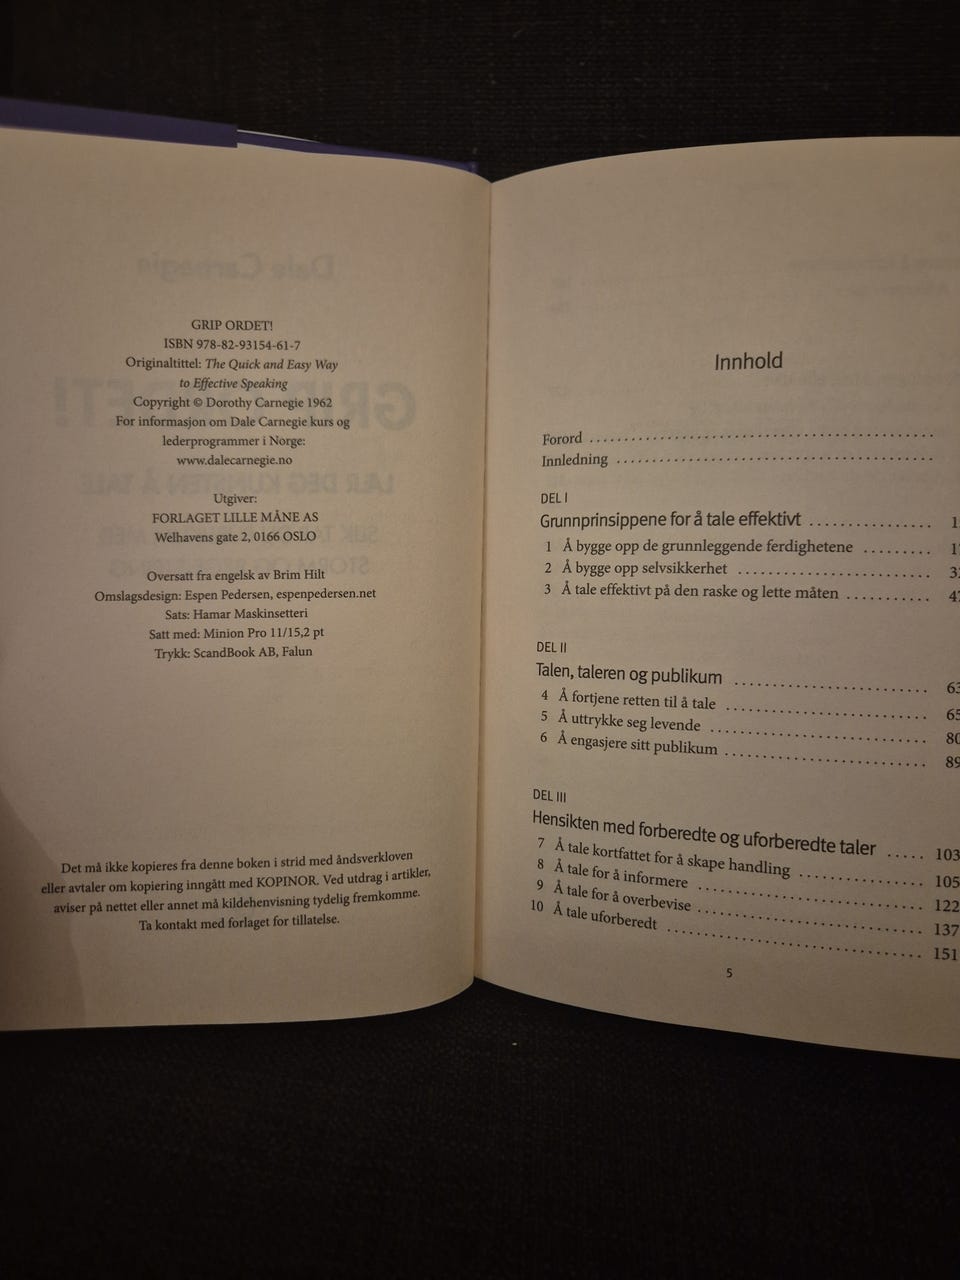 GRIP ORDET!
ISBN 978-82-93154-61-7
Originaltittel: The Quick and Easy Way
to Effective Speaking
Copyright © Dorothy Carnegie 1962
For informasjon om Dale Carnegie kurs og
lederprogrammer i Norge:
www.dalecarnegie.no
Utgiver:
FORLAGET LILLE MÅNE AS
Welhavens gate 2, 0166 OSLO
Oversatt fra engelsk av Brim Hilt
Omslagsdesign: Espen Pedersen, espenpedersen.net
Sats: Hamar Maskinsetteri
Satt med: Minion Pro 11/15,2 pt
Trykk: ScandBook AB, Falun
Det må ikke kopieres fra denne boken i strid med åndsverkloven
eller avtaler om kopiering inngått med KOPINOR. Ved utdrag i artikler,
aviser på nettet eller annet må kildehenvisning tydelig fremkomme.
Ta kontakt med forlaget for tillatelse.
Innhold
Forord
Innledning
DEL I
Grunnprinsippene for å tale effektivt
1 Å bygge opp de grunnleggende ferdighetene
2 Å bygge opp selvsikkerhet
3 Å tale effektivt på den raske og lette måten
DEL II
Talen, taleren og publikum 63
4 Å fortjene retten til å tale 65
5 Å uttrykke seg levende 80
6 Å engasjere sitt publikum 89
DEL III
Hensikten med forberedte og uforberedte taler 103
7 Å tale kortfattet for å skape handling 105
8 Å tale for å informere 122
9 Å tale for å overbevise 137
10 Å tale uforberedt 151
5